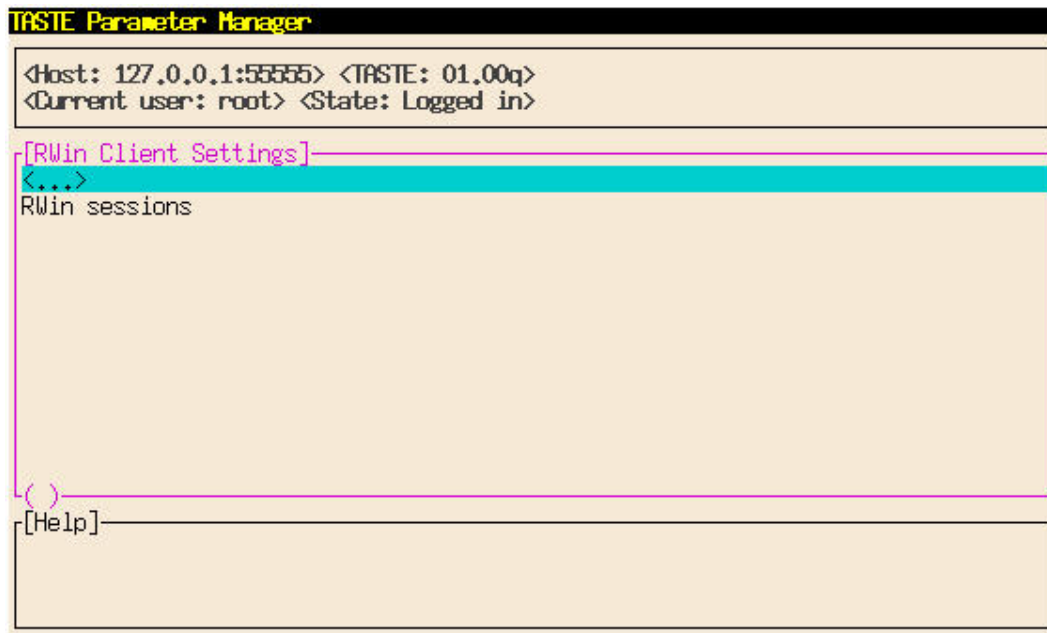 TASTE Parameter Manager
<Host: 127.0.0.1:55555> <TASTE: 01.00q>
<Current user: root> <State: Logged in>
[RWin Client Settings]
<...>
RWin sessions
( )
[Help]